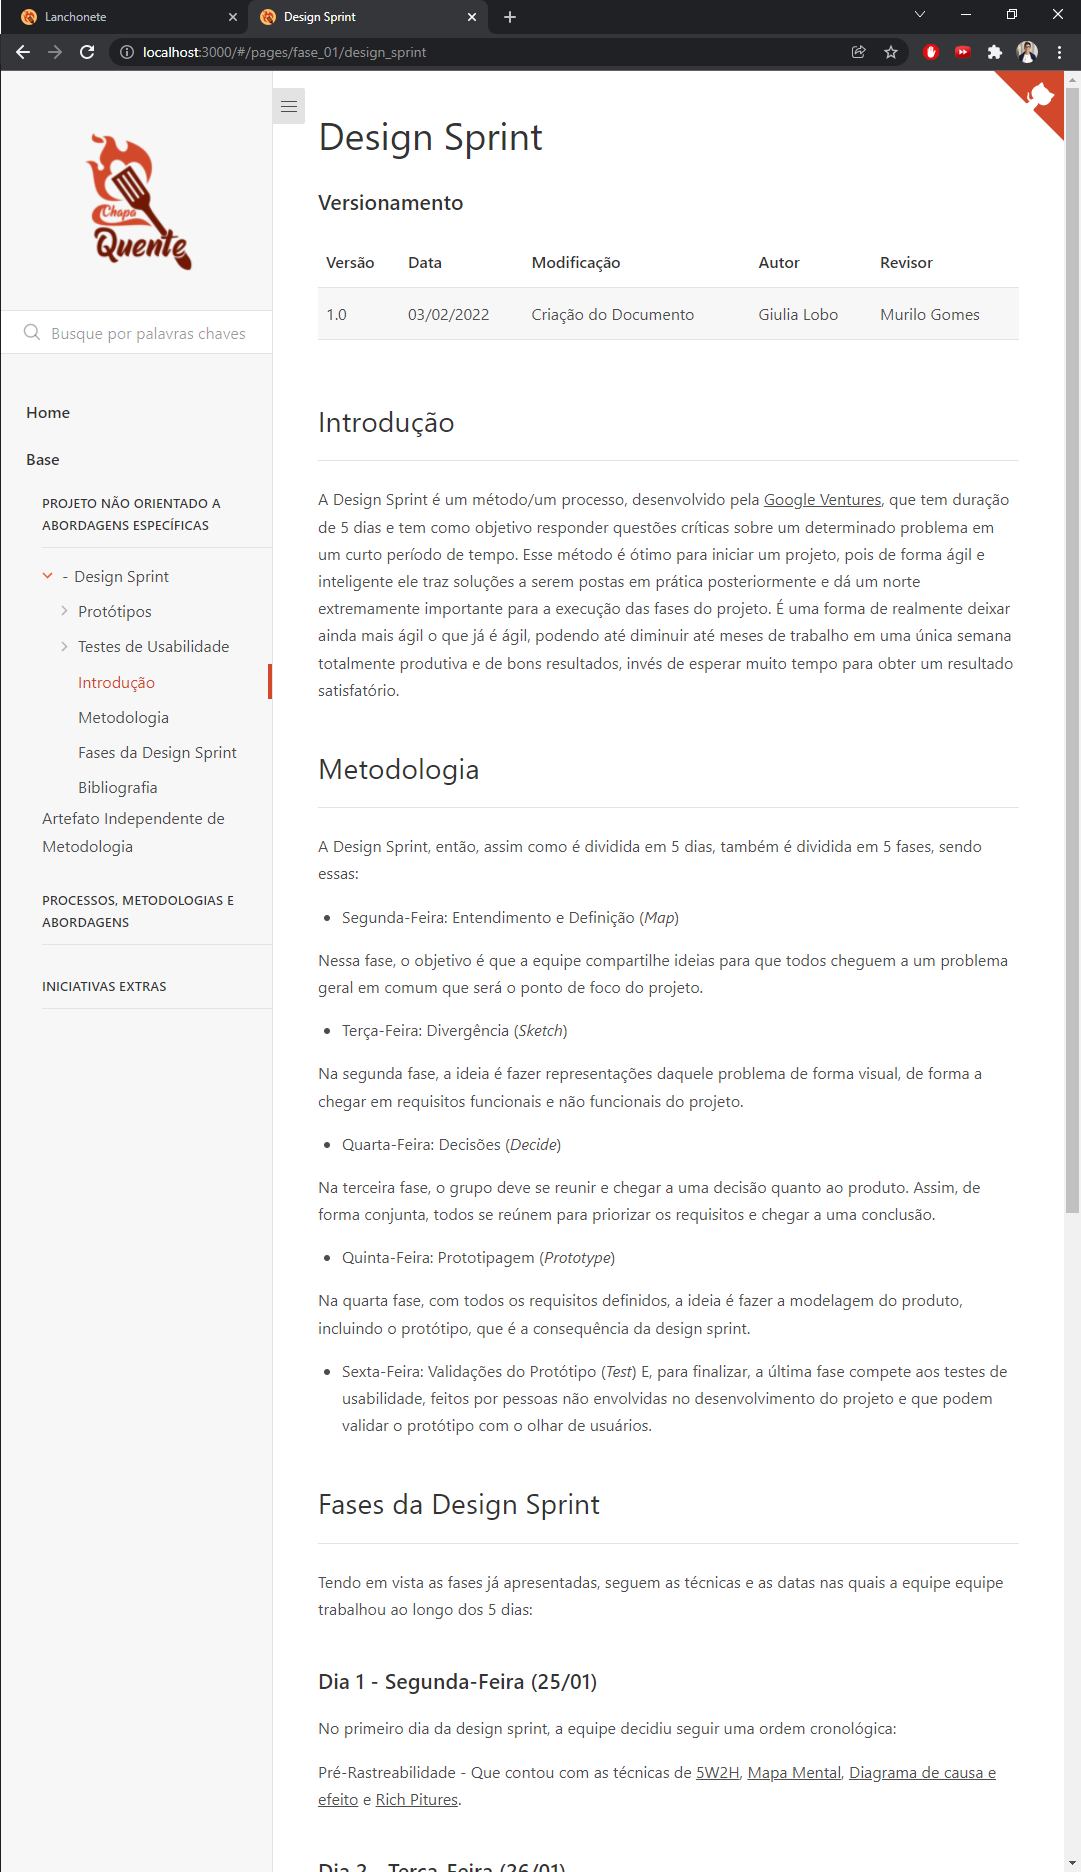 Lanchonete
Design Sprint
localhost:3000/#/pages/fase_01/design_sprint
Chapa
Quente
Busque por palavras chaves
Home
Base
PROJETO NÃO ORIENTADO A
ABORDAGENS ESPECÍFICAS
- Design Sprint
Protótipos
Testes de Usabilidade
Introdução
Metodologia
Fases da Design Sprint
Bibliografia
Artefato Independente de
Metodologia
PROCESSOS, METODOLOGIAS E
ABORDAGENS
INICIATIVAS EXTRAS
Design Sprint
Versionamento
Versão Data Modificação Autor Revisor
1.0 03/02/2022 Criação do Documento Giulia Lobo Murilo Gomes
Introdução
A Design Sprint é um método/um processo, desenvolvido pela Google Ventures, que tem duração
de 5 dias e tem como objetivo responder questões críticas sobre um determinado problema em
um curto período de tempo. Esse método é ótimo para iniciar um projeto, pois de forma ágil e
inteligente ele traz soluções a serem postas em prática posteriormente e dá um norte
extremamente importante para a execução das fases do projeto. É uma forma de realmente deixar
ainda mais ágil o que já é ágil, podendo até diminuir até meses de trabalho em uma única semana
totalmente produtiva e de bons resultados, invés de esperar muito tempo para obter um resultado
satisfatório.
Metodologia
A Design Sprint, então, assim como é dividida em 5 dias, também é dividida em 5 fases, sendo
essas:
• Segunda-Feira: Entendimento e Definição (Map)
Nessa fase, o objetivo é que a equipe compartilhe ideias para que todos cheguem a um problema
geral em comum que será o ponto de foco do projeto.
• Terça-Feira: Divergência (Sketch)
Na segunda fase, a ideia é fazer representações daquele problema de forma visual, de forma a
chegar em requisitos funcionais e não funcionais do projeto.
• Quarta-Feira: Decisões (Decide)
Na terceira fase, o grupo deve se reunir e chegar a uma decisão quanto ao produto. Assim, de
forma conjunta, todos se reúnem para priorizar os requisitos e chegar a uma conclusão.
• Quinta-Feira: Prototipagem (Prototype)
Na quarta fase, com todos os requisitos definidos, a ideia é fazer a modelagem do produto,
incluindo o protótipo, que é a consequência da design sprint.
• Sexta-Feira: Validações do Protótipo (Test) E, para finalizar, a última fase compete aos testes de
usabilidade, feitos por pessoas não envolvidas no desenvolvimento do projeto e que podem
validar o protótipo com o olhar de usuários.
Fases da Design Sprint
Tendo em vista as fases já apresentadas, seguem as técnicas e as datas nas quais a equipe equipe
trabalhou ao longo dos 5 dias:
Dia 1 - Segunda-Feira (25/01)
No primeiro dia da design sprint, a equipe decidiu seguir uma ordem cronológica:
Pré-Rastreabilidade - Que contou com as técnicas de 5W2H, Mapa Mental, Diagrama de causa e
efeito e Rich Pitures.
Dia 2 - Terça-Feira (26/01)